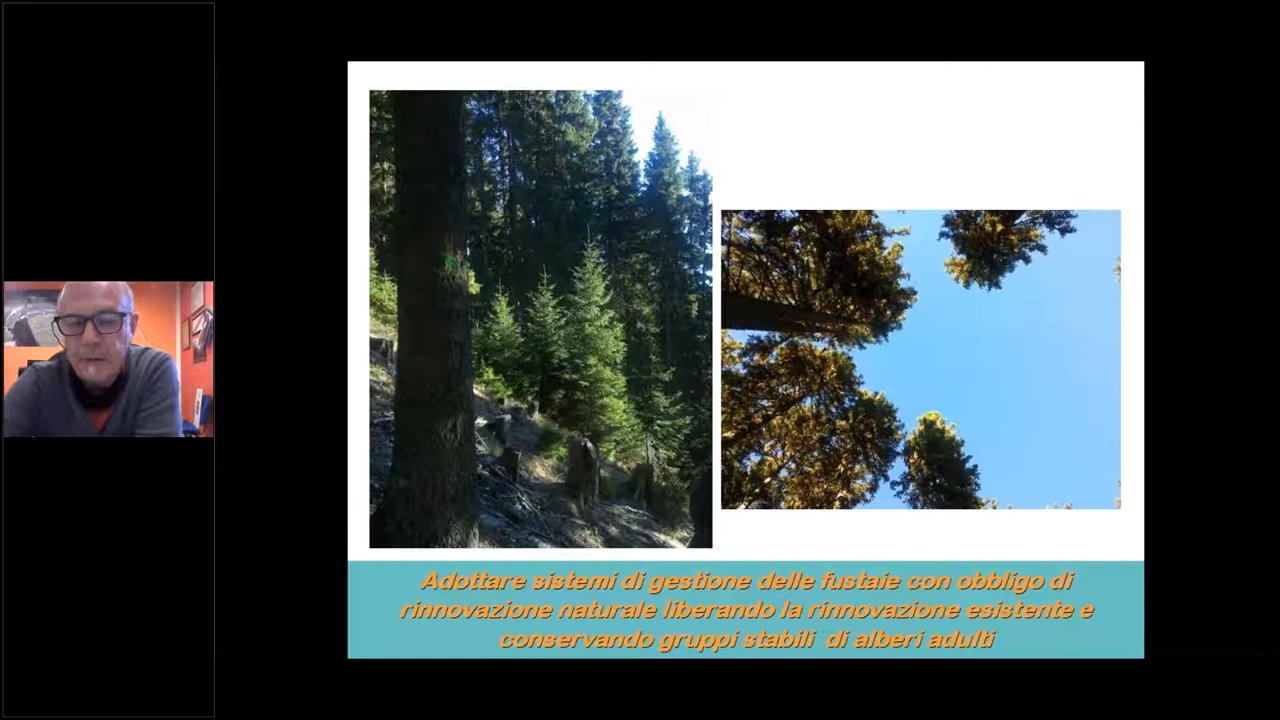 Adottare sistemi di gestione delle fustaie con obbligo di
rinnovazione naturale liberando la rinnovazione esistente e
conservando gruppi stabili di alberi adulti